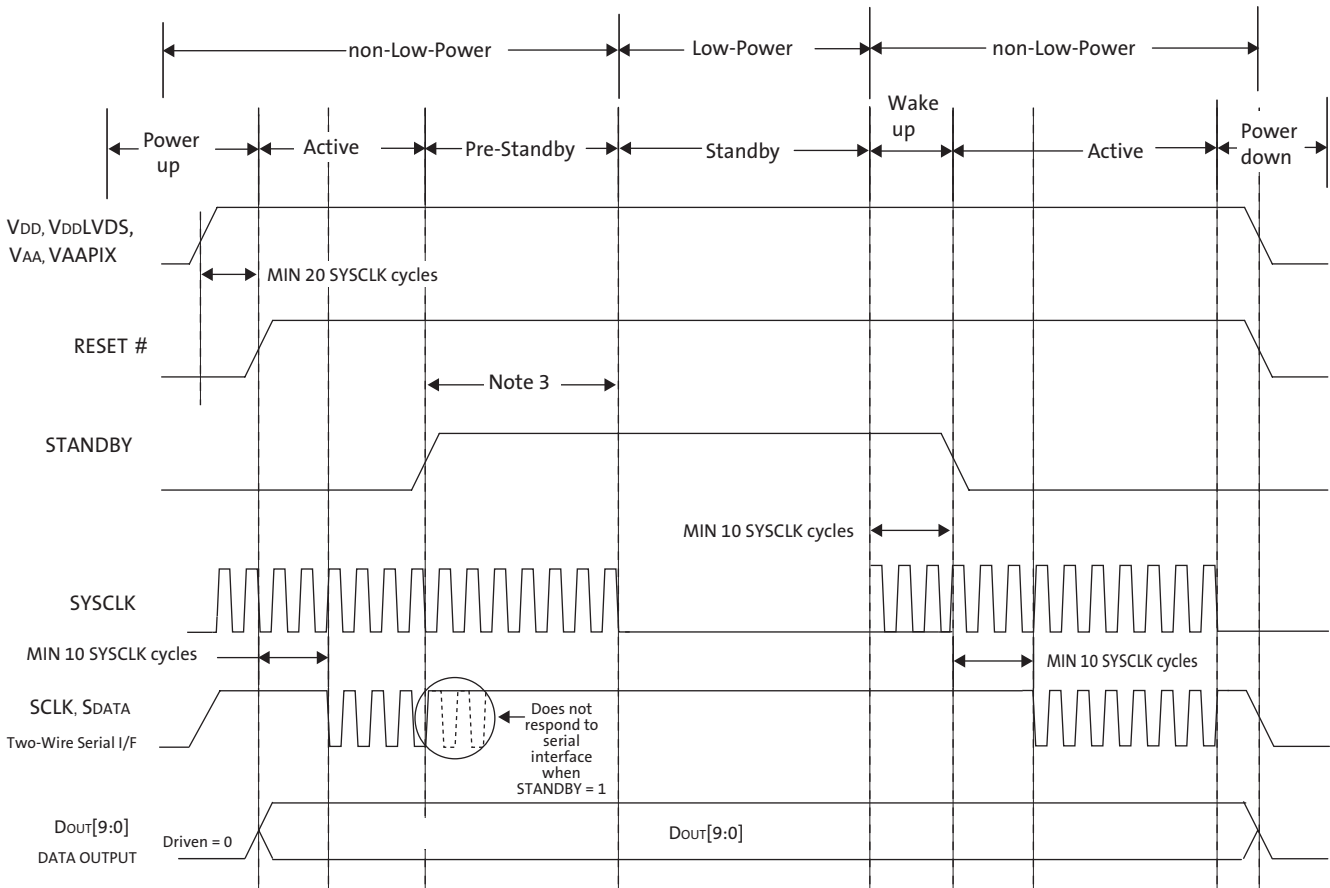 non-Low-Power
Low-Power
non-Low-Power
Power
up
Active
Pre-Standby
Standby
Wake
up
Active
Power
down
VDD, VDDLVDS,
VAA, VAAPIX
MIN 20 SYSCLK cycles
RESET #
Note 3
STANDBY
MIN 10 SYSCLK cycles
SYSCLK
MIN 10 SYSCLK cycles
MIN 10 SYSCLK cycles
SCLK, SDATA
Two-Wire Serial I/F
Does not
respond to
serial
interface
when
STANDBY = 1
DOUT[9:0]
DATA OUTPUT
Driven = 0
DOUT[9:0]